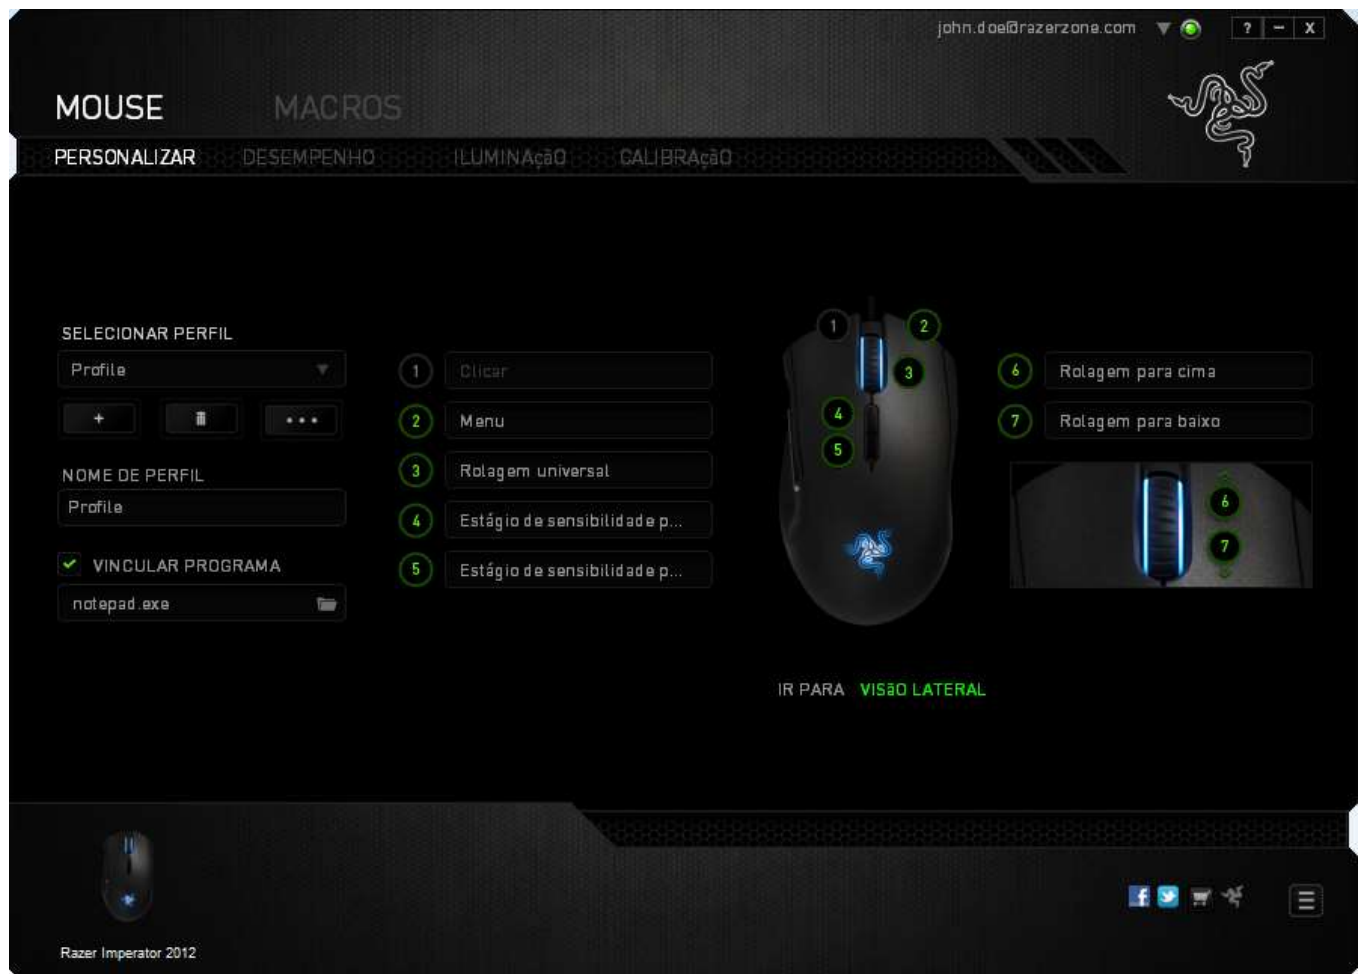 john.doe@razerzone.com
? – X
MOUSE MACROS
PERSONALIZAR DESEMPENHO ILUMINAçãO CALIBRAçãO
SELECIONAR PERFIL
Profile
+
NOME DE PERFIL
Profile
VINCULAR PROGRAMA
notepad.exe
1 Clicar
2 Menu
3 Rolagem universal
4 Estágio de sensibilidade p...
5 Estágio de sensibilidade p...
1
2
3
4
5
6 Rolagem para cima
7 Rolagem para baixo
6
7
IR PARA VISãO LATERAL
Razer Imperator 2012